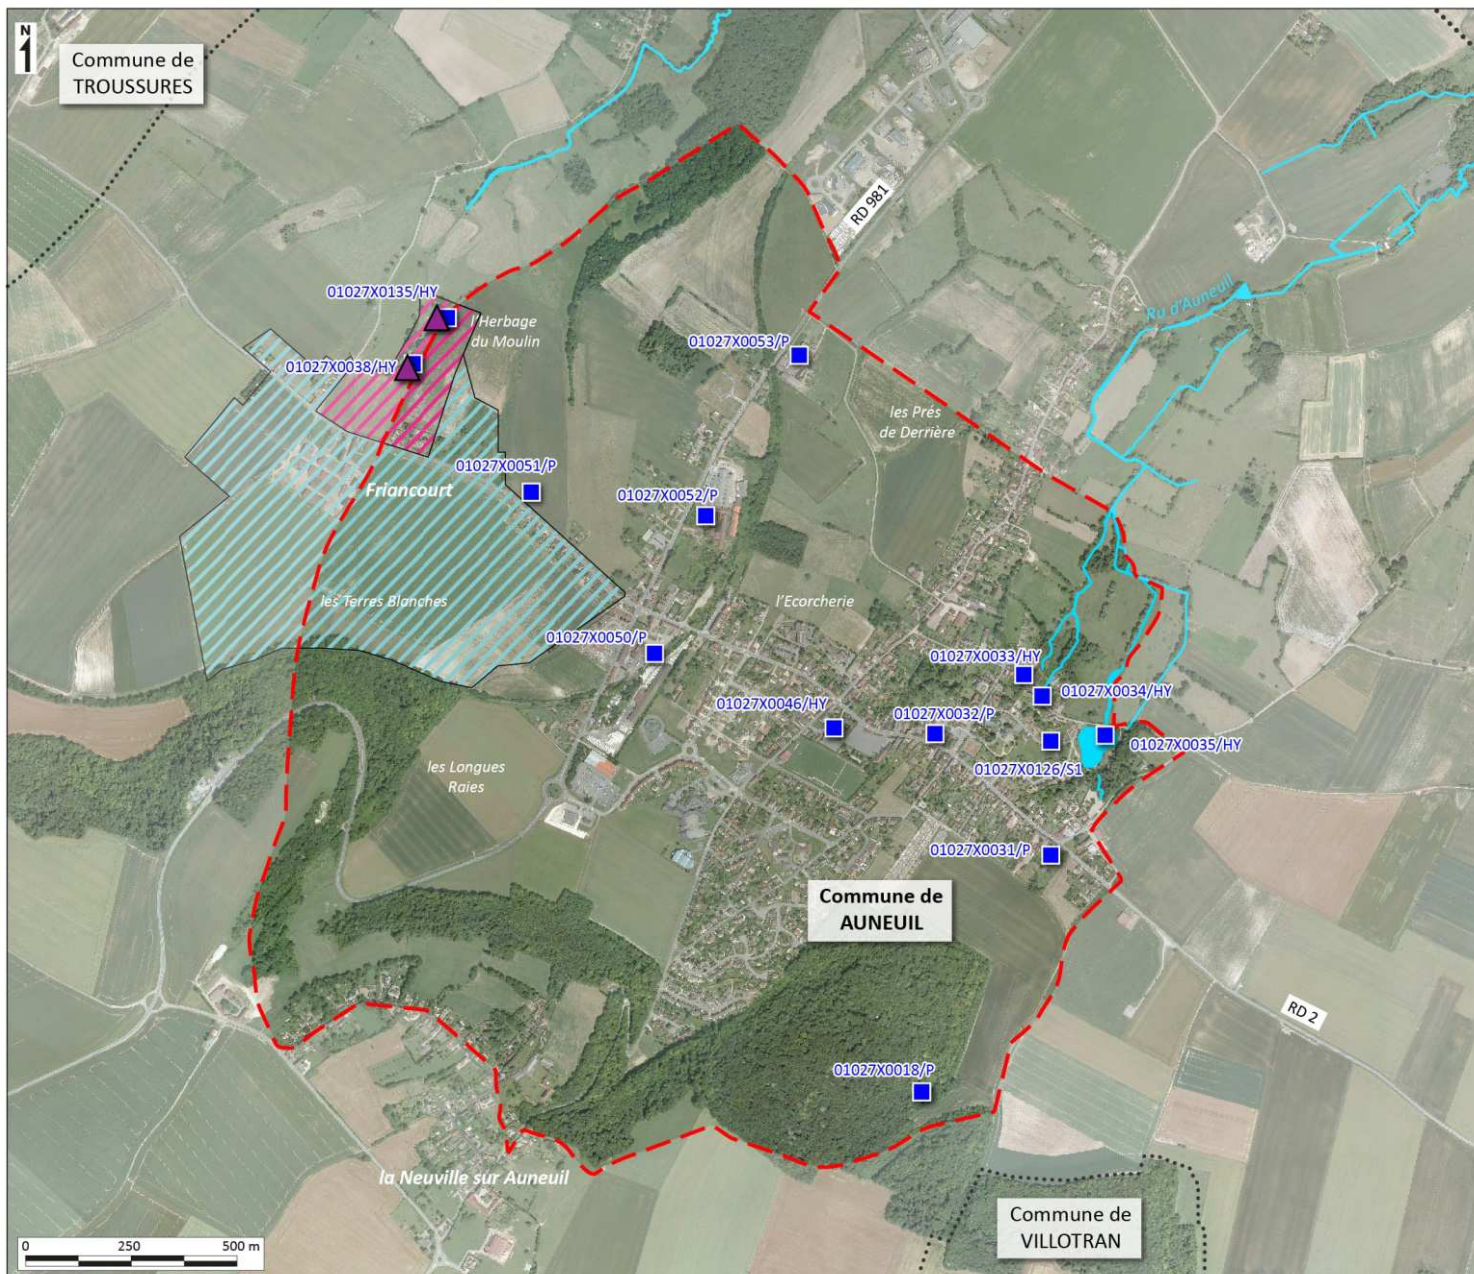 N
Commune de
TROUSSURES
RD 981
Ru d'Auneuil
01027X0135/HY
l'Herbage
du Moulin
01027X0038/HY
01027X0053/P
les Prés
de Derrière
01027X0051/P
Friancourt
01027X0052/P
les Terres Blanches
l'Ecorcherie
01027X0050/P
01027X0033/HY
01027X0034/HY
01027X0046/HY
01027X0032/P
01027X0035/HY
01027X0126/S1
les Longues
Raies
01027X0031/P
Commune de
AUNEUIL
RD 2
01027X0018/P
la Neuville sur Auneuil
Commune de
VILLOTRAN
0 250 500 m